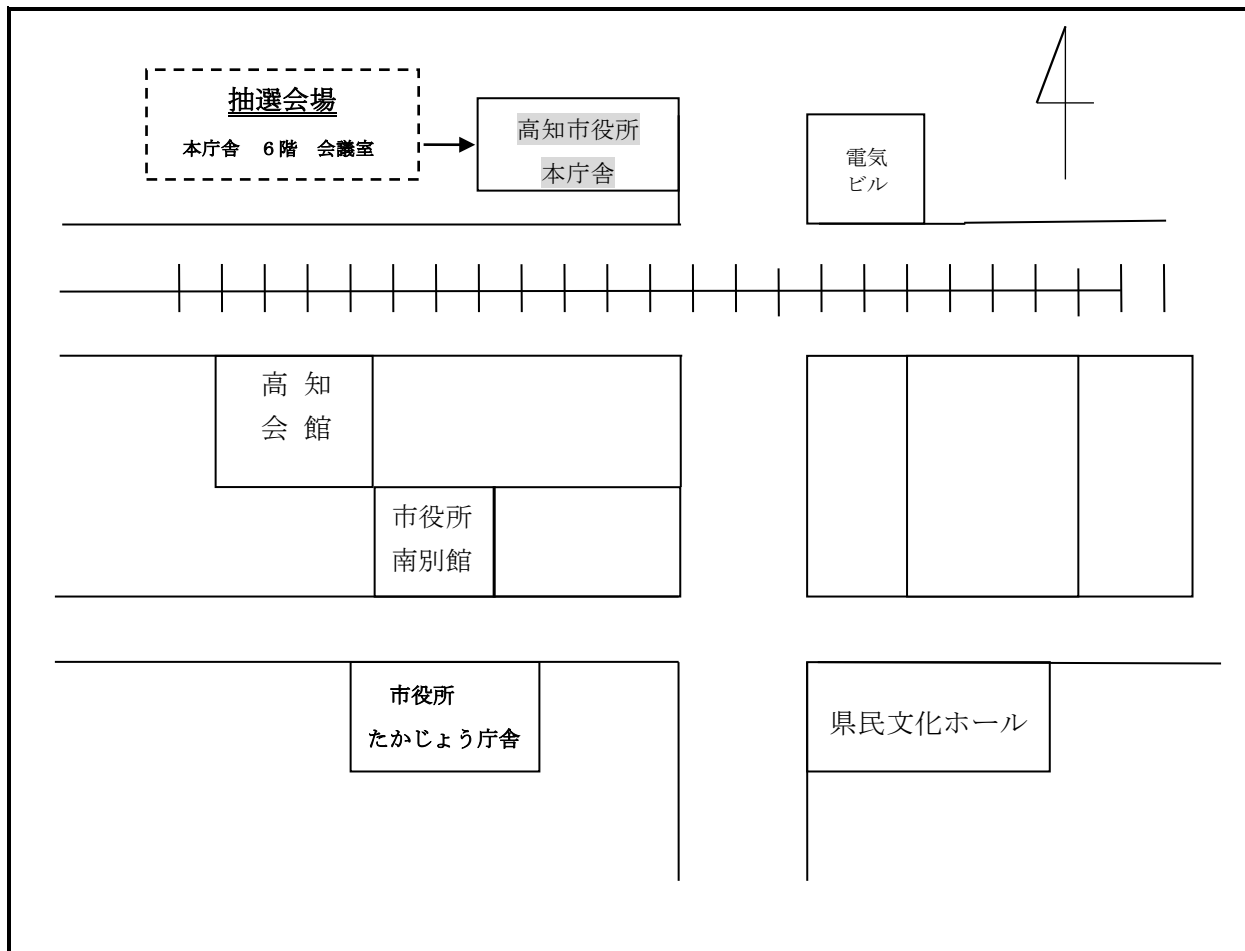 抽選会場
本庁舎　６階　会議室
高知市役所
本庁舎
電気
ビル
高 知
会 館
市役所
南別館
市役所
たかじょう庁舎
県民文化ホール